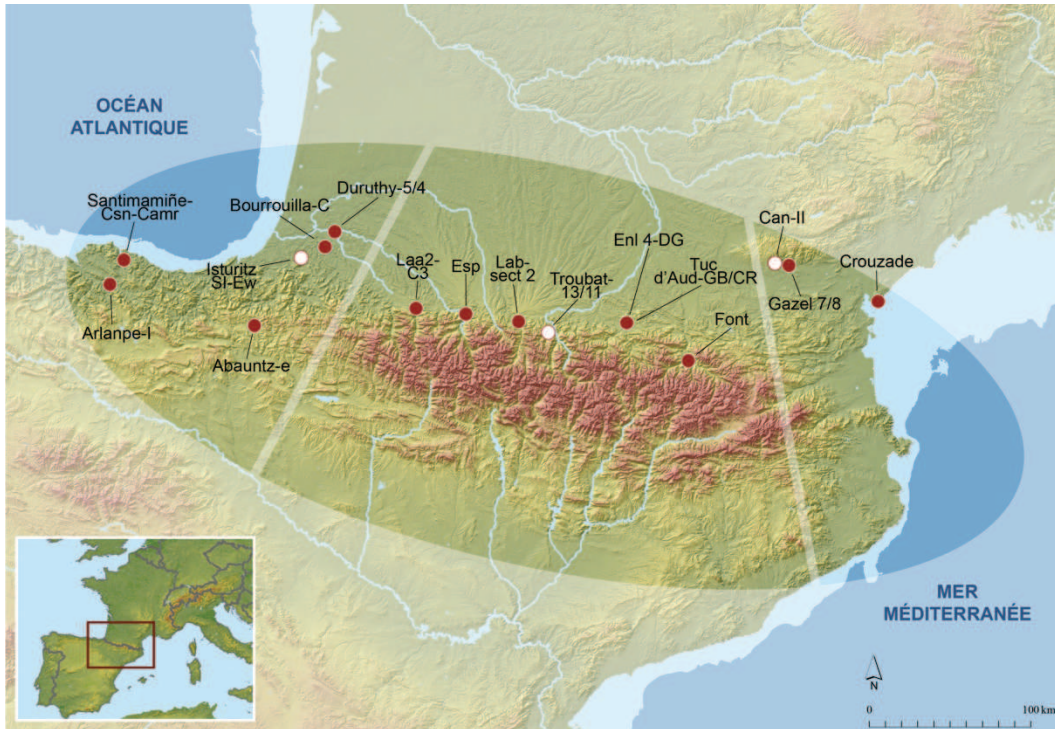 OCÉAN
ATLANTIQUE
Santimamiñe-
Csn-Camr
Bourrouilla-C
Duruthy-5/4
Isturitz
SI-Ew
Arlanpe-I
Abauntz-e
Laa2-
C3
Esp
Lab-
sect 2
Troubat-
13/11
Enl 4-DG
Tuc
d'Aud-GB/CR
Font
Can-II
Gazel 7/8
Crouzade
MER
MÉDITERRANÉE
N
0
100 km